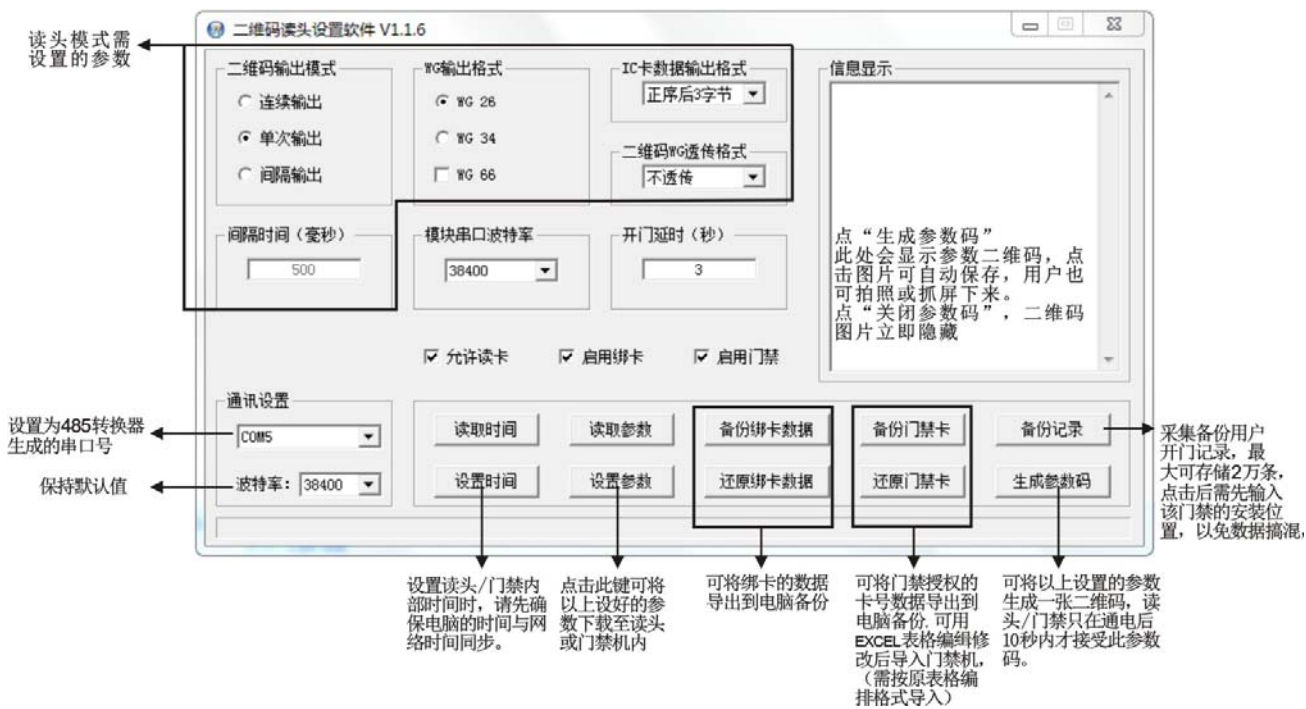 二维码读头设置软件 V1.1.6
读头模式需
设置的参数
二维码输出模式
连续输出
单次输出
间隔输出
WG输出格式
WG 26
WG 34
WG 66
IC卡数据输出格式
正序后3字节
二维码WG透传格式
不透传
信息显示
点“生成参数码”
此处会显示参数二维码，点
击图片可自动保存，用户也
可拍照或抓屏下来。
点“关闭参数码”，二维码
图片立即隐藏
间隔时间（毫秒）
500
模块串口波特率
38400
开门延时（秒）
3
允许读卡
启用绑卡
启用门禁
通讯设置
COM5
波特率：
38400
设置为485转换器
生成的串口号
保持默认值
读取时间
读取参数
备份绑卡数据
备份门禁卡
备份记录
设置时间
设置参数
还原绑卡数据
还原门禁卡
生成参数码
采集备份用户
开门记录，最
大可存储2万条，
点击后需先输入
该门禁的安装位
置，以免数据搞混，
设置读头/门禁内
部时间时，请先确
保电脑的时间与网
络时间同步。
点击此键可将
以上设好的参
数下载至读头
或门禁机内
可将绑卡的数据
导出到电脑备份
可将门禁授权的
卡号数据导出到
电脑备份.可用
EXCEL表格编缉修
改后导入门禁机，
（需按原表格编
排格式导入）
可将以上设置的参数
生成一张二维码，读
头/门禁只在通电后
10秒内才接受此参数
码。